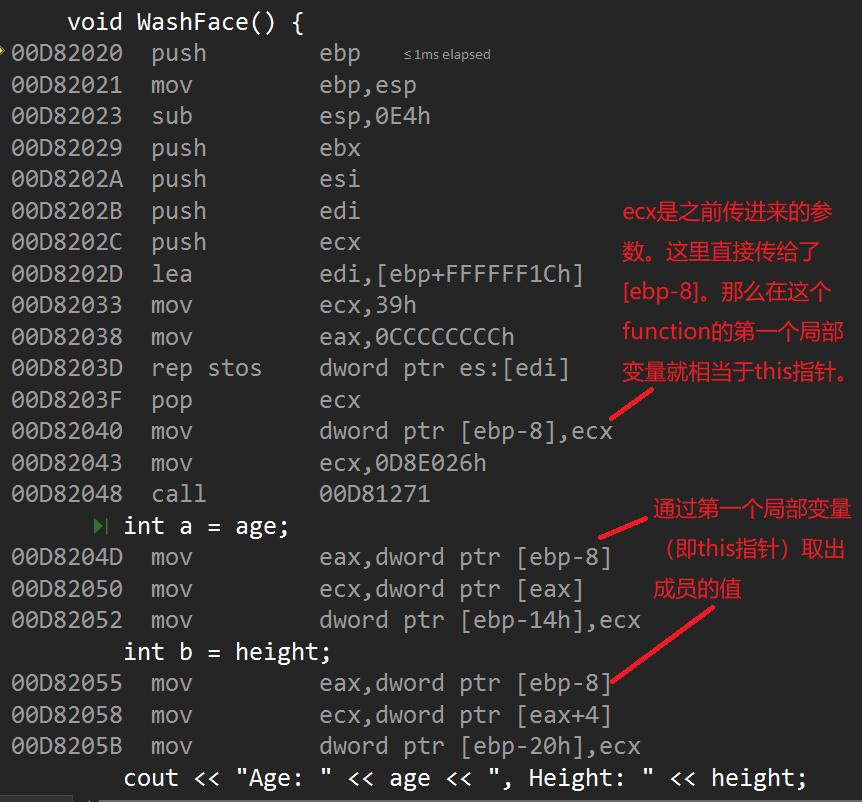 void WashFace() {
00D82020 push ebp ≤1ms elapsed
00D82021 mov ebp,esp
00D82023 sub esp,0E4h
00D82029 push ebx
00D8202A push esi
00D8202B push edi
00D8202C push ecx
00D8202D lea edi,[ebp+FFFFFF1Ch]
00D82033 mov ecx,39h
00D82038 mov eax,0CCCCCCCCh
00D8203D rep stos dword ptr es:[edi]
00D8203F pop ecx
00D82040 mov dword ptr [ebp-8],ecx
00D82043 mov ecx,0D8E026h
00D82048 call 00D81271
int a = age;
00D8204D mov eax,dword ptr [ebp-8]
00D82050 mov ecx,dword ptr [eax]
00D82052 mov dword ptr [ebp-14h],ecx
int b = height;
00D82055 mov eax,dword ptr [ebp-8]
00D82058 mov ecx,dword ptr [eax+4]
00D8205B mov dword ptr [ebp-20h],ecx
cout << "Age: " << age << ", Height: " << height;
ecx是之前传进来的参
数。这里直接传给了
[ebp-8]。那么在这个
function的第一个局部
变量就相当于this指针。
通过第一个局部变量
（即this指针）取出
成员的值